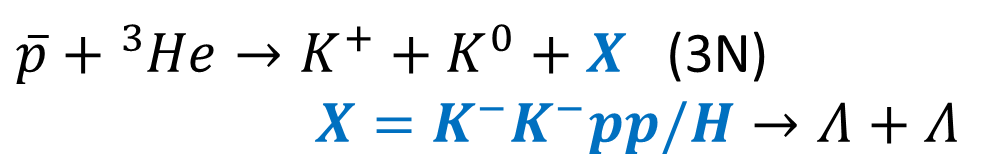 p̄ + ³He → K⁺ + K⁰ + X (3N)
X = K⁻K⁻pp/H → Λ + Λ